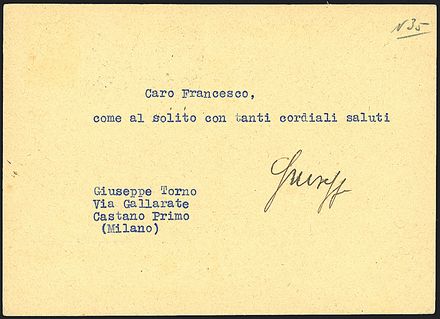 N35
Caro Francesco,
come al solito con tanti cordiali saluti
Giuseppe Torno
Via Gallarate
Castano Primo
(Milano)